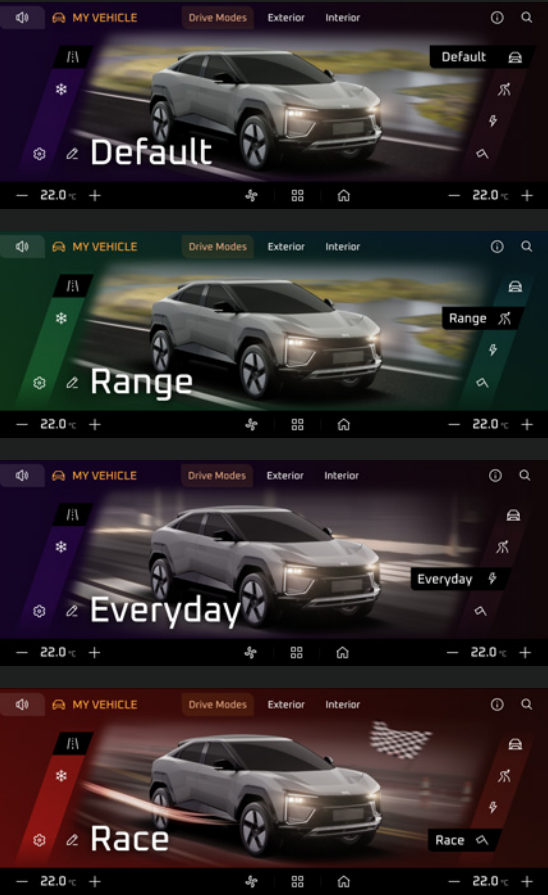 MY VEHICLE Drive Modes Exterior Interior
Default
Default
22.0°C 22.0°C
MY VEHICLE Drive Modes Exterior Interior
Range
Range
22.0°C 22.0°C
MY VEHICLE Drive Modes Exterior Interior
Everyday
Everyday
22.0°C 22.0°C
MY VEHICLE Drive Modes Exterior Interior
Race
Race
22.0°C 22.0°C